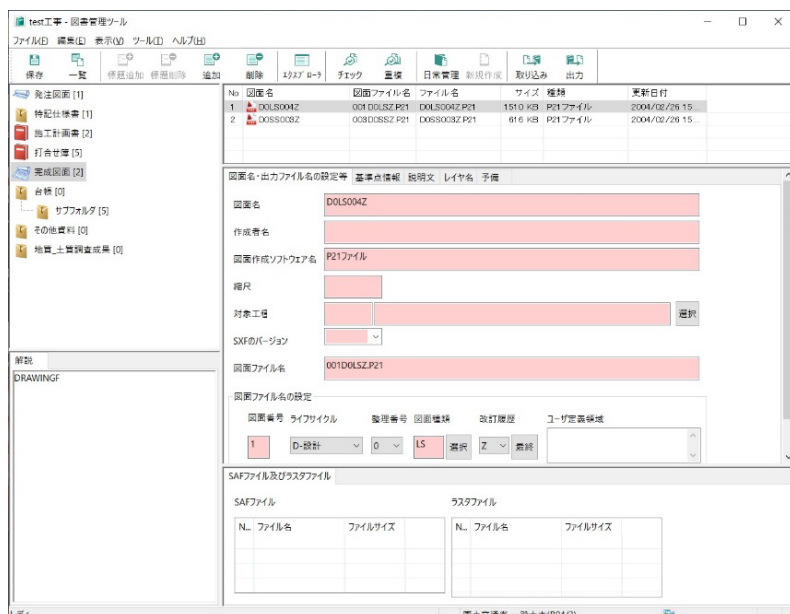 test工事 - 図書管理ツール
ファイル(F) 編集(E) 表示(V) ツール(T) ヘルプ(H)
保存 一覧 標題追加 標題削除 追加 削除 エクスプローラ チェック 重複 日常管理 新規作成 取り込み 出力
発注図面 [1]
特記仕様書 [1]
施工計画書 [2]
打合せ簿 [5]
完成図面 [2]
台帳 [0]
サブフォルダ [5]
その他資料 [0]
地質_土質調査成果 [0]
解説
DRAWINGF
No 図面名 図面ファイル名 ファイル名 サイズ 種類 更新日付
1 D0LS004Z 001D0LSZ.P21 D0LS004Z.P21 1510 KB P21ファイル 2004/02/26 15...
2 D0SS003Z 003D0SSZ.P21 D0SS003Z.P21 616 KB P21ファイル 2004/02/26 15...
図面名・出力ファイル名の設定等 基準点情報 説明文 レイヤ名 予備
図面名 D0LS004Z
作成者名
図面作成ソフトウェア名 P21ファイル
縮尺
対象工種 選択
SXFのバージョン
図面ファイル名 001D0LSZ.P21
図面ファイル名の設定
図面番号 ライフサイクル 整理番号 図面種類 改訂履歴 ユーザ定義領域
1 D-設計 0 LS 選択 Z 最終
SAFファイル及びラスタファイル
SAFファイル ラスタファイル
N... ファイル名 ファイルサイズ N... ファイル名 ファイルサイズ